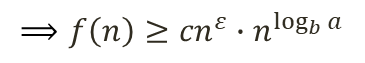 ⟹ f(n) ≥ cn^ε · n^{log_b a}